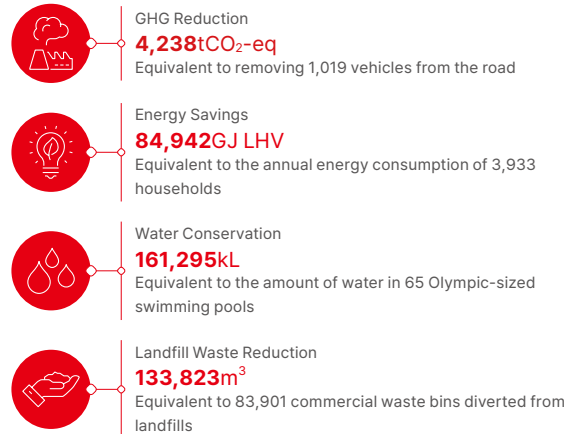 GHG Reduction
4,238tCO₂-eq
Equivalent to removing 1,019 vehicles from the road
Energy Savings
84,942GJ LHV
Equivalent to the annual energy consumption of 3,933
households
Water Conservation
161,295kL
Equivalent to the amount of water in 65 Olympic-sized
swimming pools
Landfill Waste Reduction
133,823m³
Equivalent to 83,901 commercial waste bins diverted from
landfills